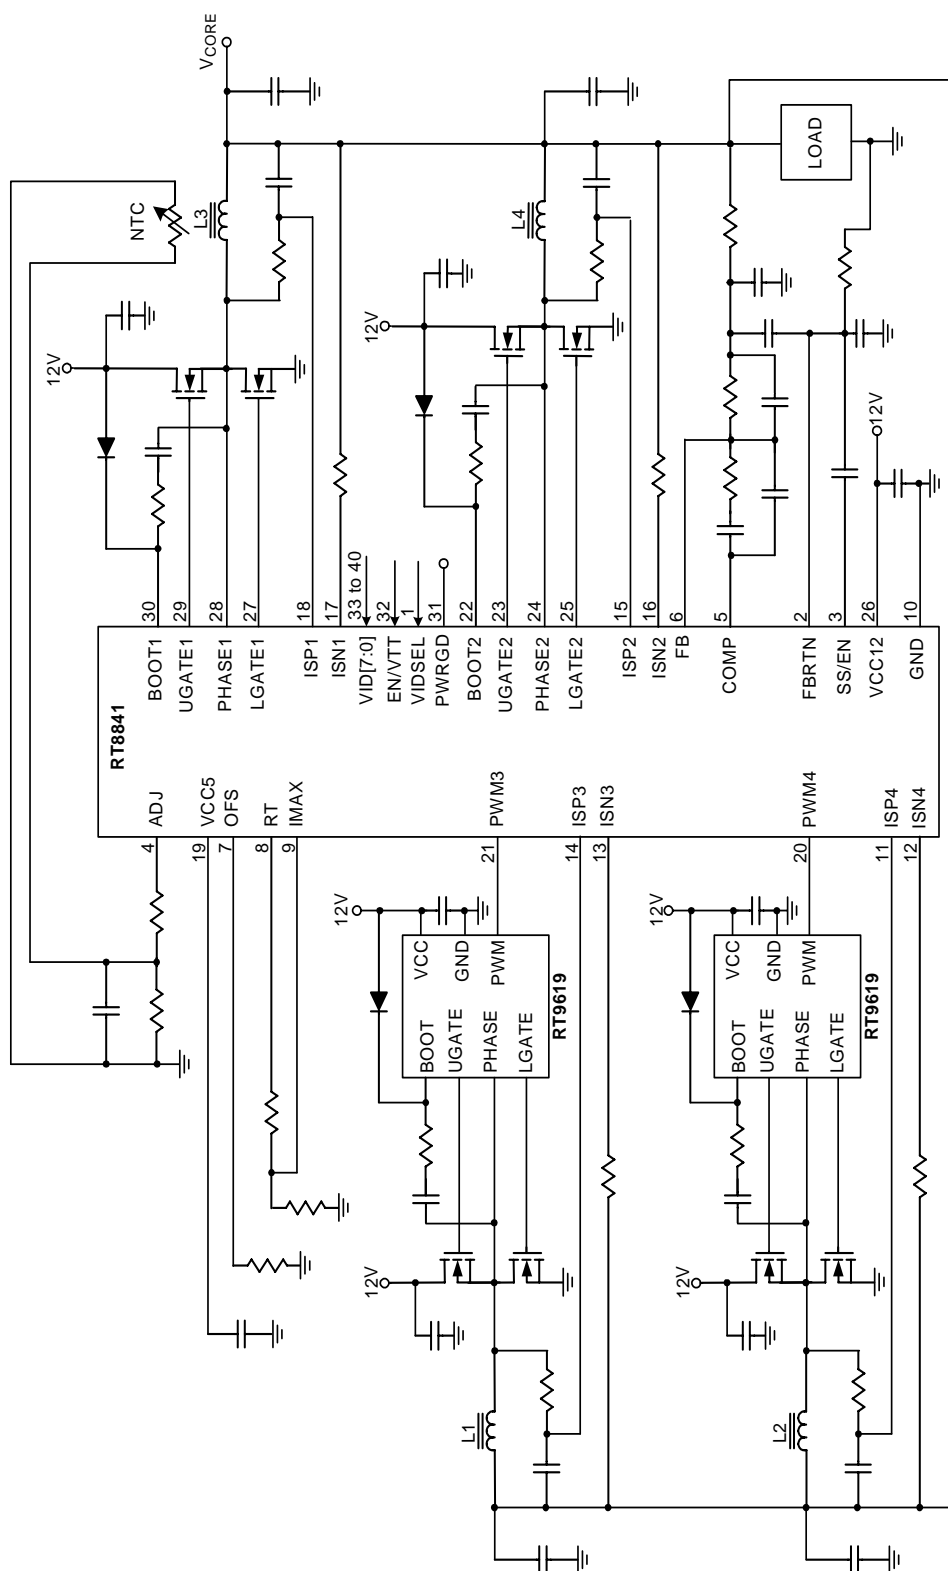 VCORE
NTC
L3
12V
30
29
28
27
18
17
33 to 40
32
1
31
BOOT1
UGATE1
PHASE1
LGATE1
ISP1
ISN1
VID[7:0]
EN/VTT
VIDSEL
PWRGD
12V
L4
22
23
24
25
15
16
BOOT2
UGATE2
PHASE2
LGATE2
ISP2
ISN2
LOAD
12V
6
5
2
3
26
10
FB
COMP
FBRTN
SS/EN
VCC12
GND
RT8841
ADJ
VCC5
OFS
RT
IMAX
PWM3
ISP3
ISN3
PWM4
ISP4
ISN4
4
19
7
8
9
21
14
13
20
11
12
12V
VCC
GND
PWM
BOOT
UGATE
PHASE
LGATE
RT9619
12V
L1
12V
VCC
GND
PWM
BOOT
UGATE
PHASE
LGATE
RT9619
12V
L2